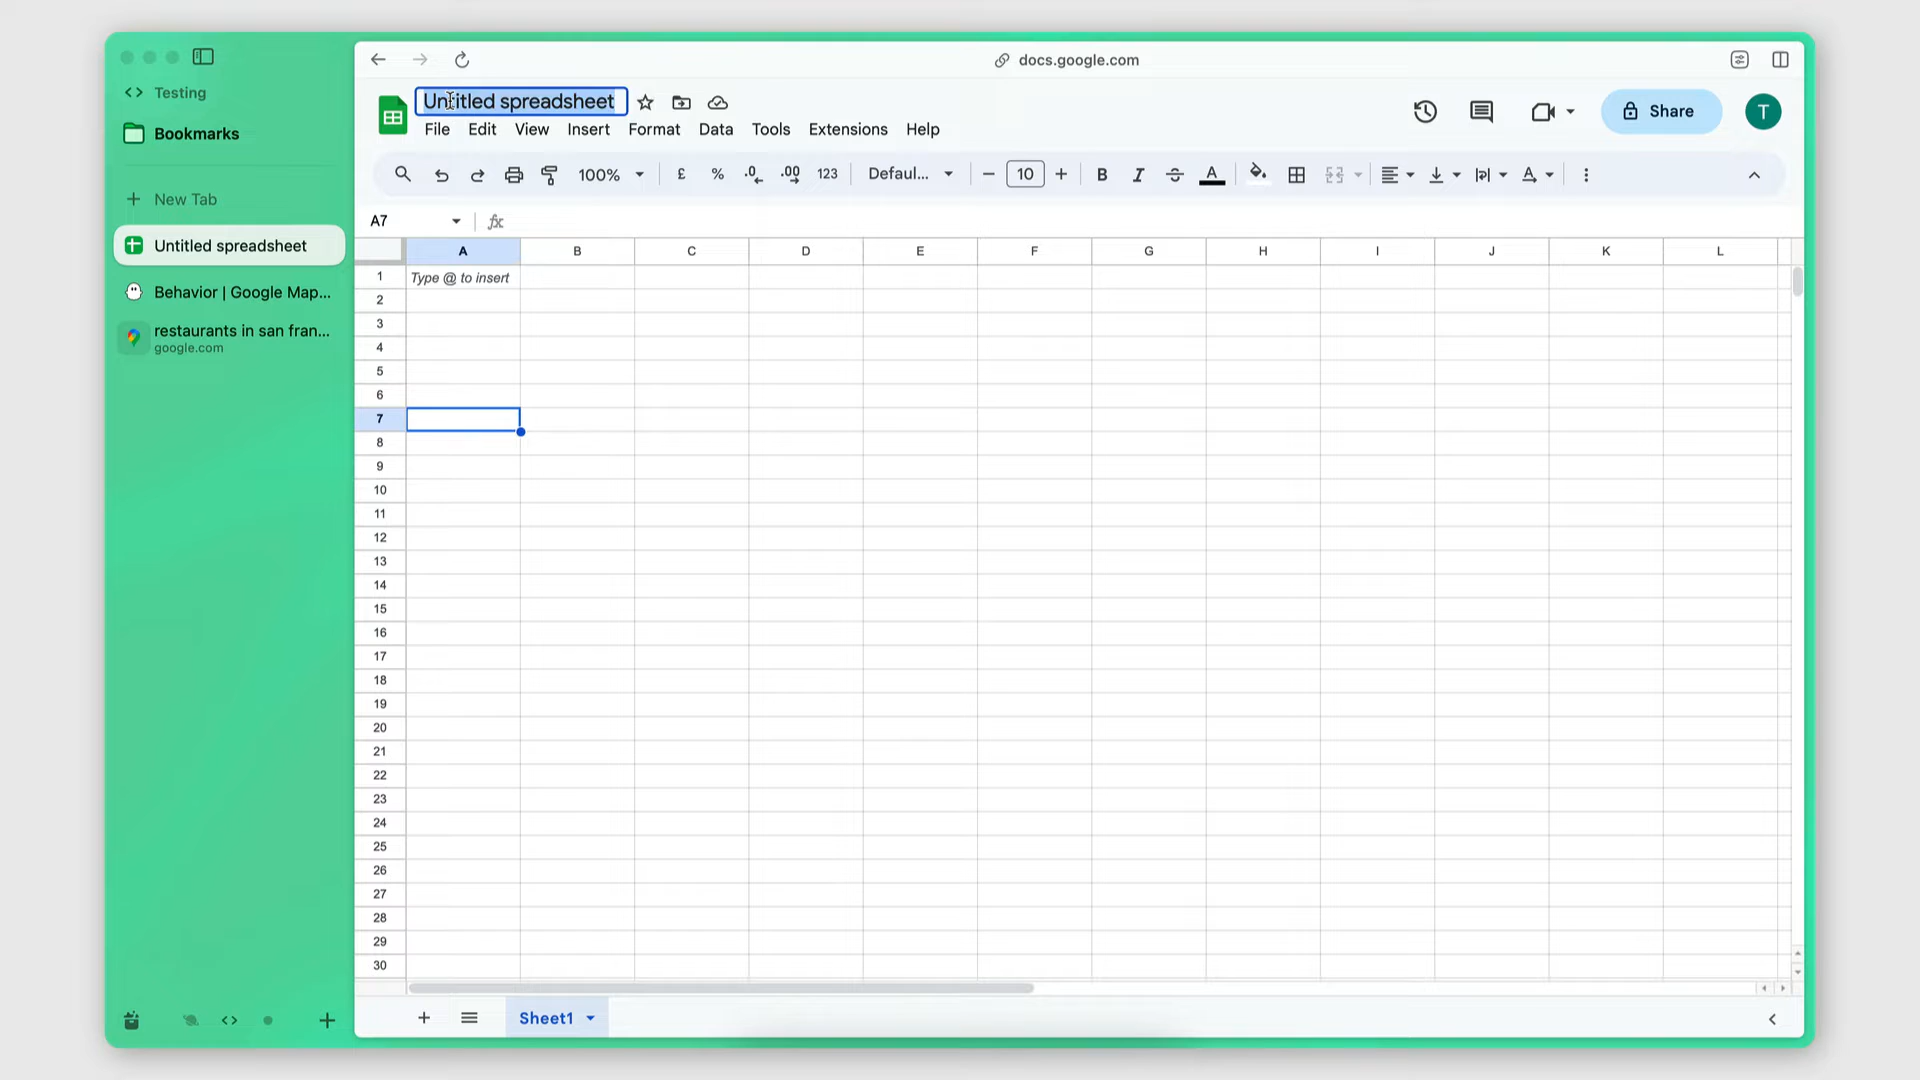 Testing
Bookmarks
New Tab
Untitled spreadsheet
Behavior | Google Map...
restaurants in san fran...
google.com
docs.google.com
Untitled spreadsheet
File Edit View Insert Format Data Tools Extensions Help
Share
T
100% £ % .0 .00 123 Defaul... 10 B I S A A
A7 fx
A B C D E F G H I J K L
1 Type @ to insert
2
3
4
5
6
7
8
9
10
11
12
13
14
15
16
17
18
19
20
21
22
23
24
25
26
27
28
29
30
Sheet1